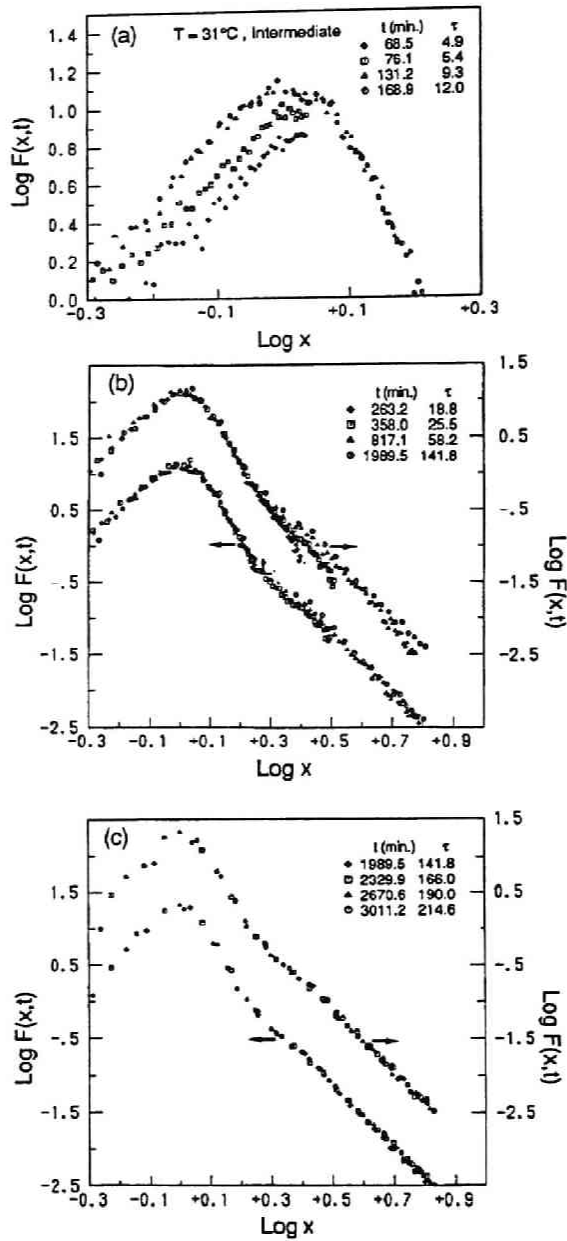 (a)
T = 31°C , Intermediate
t (min.) τ
68.5 4.9
76.1 5.4
131.2 9.3
168.9 12.0
1.4
1.2
1.0
0.8
0.6
0.4
0.2
0.0
Log F(x,t)
-0.3 -0.1 +0.1 +0.3
Log x
(b)
t (min.) τ
263.2 18.8
358.0 25.5
817.1 58.2
1989.5 141.8
1.5
0.5
-.5
-1.5
-2.5
Log F(x,t)
1.5
0.5
-.5
-1.5
-2.5
Log F(x,t)
-0.3 -0.1 +0.1 +0.3 +0.5 +0.7 +0.9
Log x
(c)
t (min.) τ
1989.5 141.8
2329.9 166.0
2670.6 190.0
3011.2 214.6
1.5
0.5
-.5
-1.5
-2.5
Log F(x,t)
1.5
0.5
-.5
-1.5
-2.5
Log F(x,t)
-0.3 -0.1 +0.1 +0.3 +0.5 +0.7 +0.9
Log x